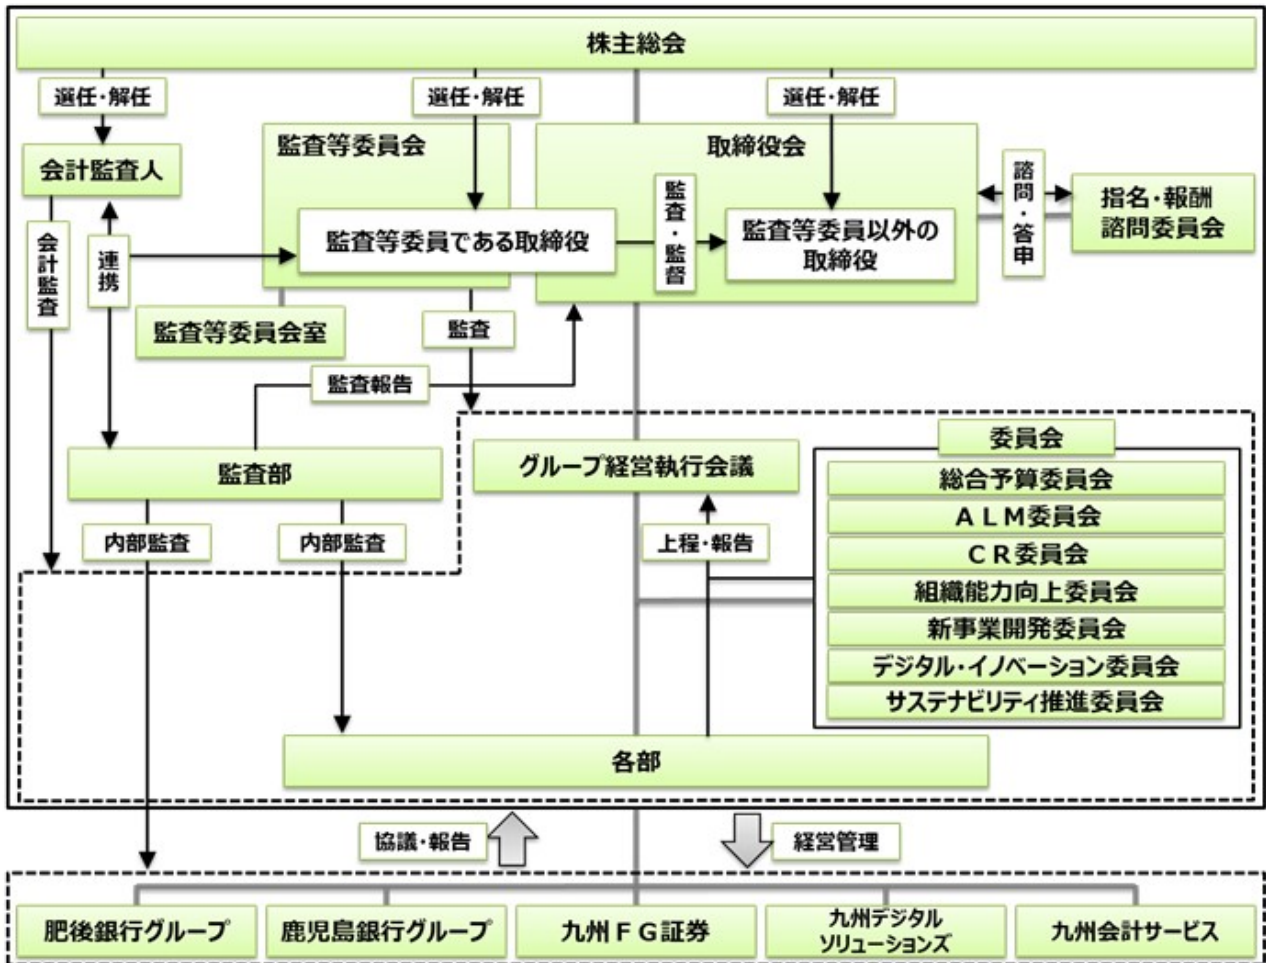 株主総会
選任・解任
選任・解任
選任・解任
会計監査人
監査等委員会
取締役会
監査等委員である取締役
監査・監督
監査等委員以外の
取締役
諮問・答申
指名・報酬
諮問委員会
会計監査
連携
監査等委員会室
監査
監査報告
監査部
グループ経営執行会議
委員会
総合予算委員会
ＡＬＭ委員会
ＣＲ委員会
組織能力向上委員会
新事業開発委員会
デジタル・イノベーション委員会
サステナビリティ推進委員会
内部監査
内部監査
上程・報告
各部
協議・報告
経営管理
肥後銀行グループ
鹿児島銀行グループ
九州ＦＧ証券
九州デジタル
ソリューションズ
九州会計サービス